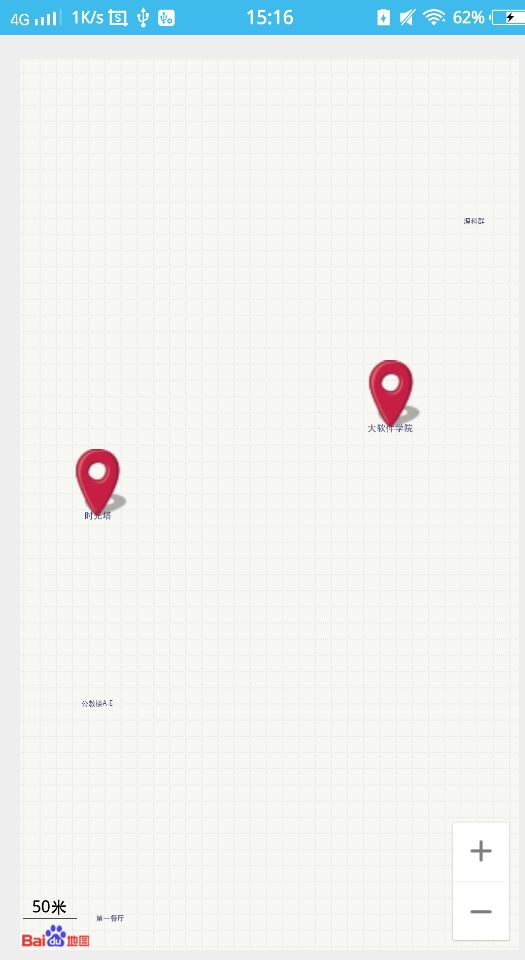 4G 1K/s 15:16 62%
理科群
大软件学院
时光塔
公教楼A-E
50米
第一餐厅
Bai du 地图